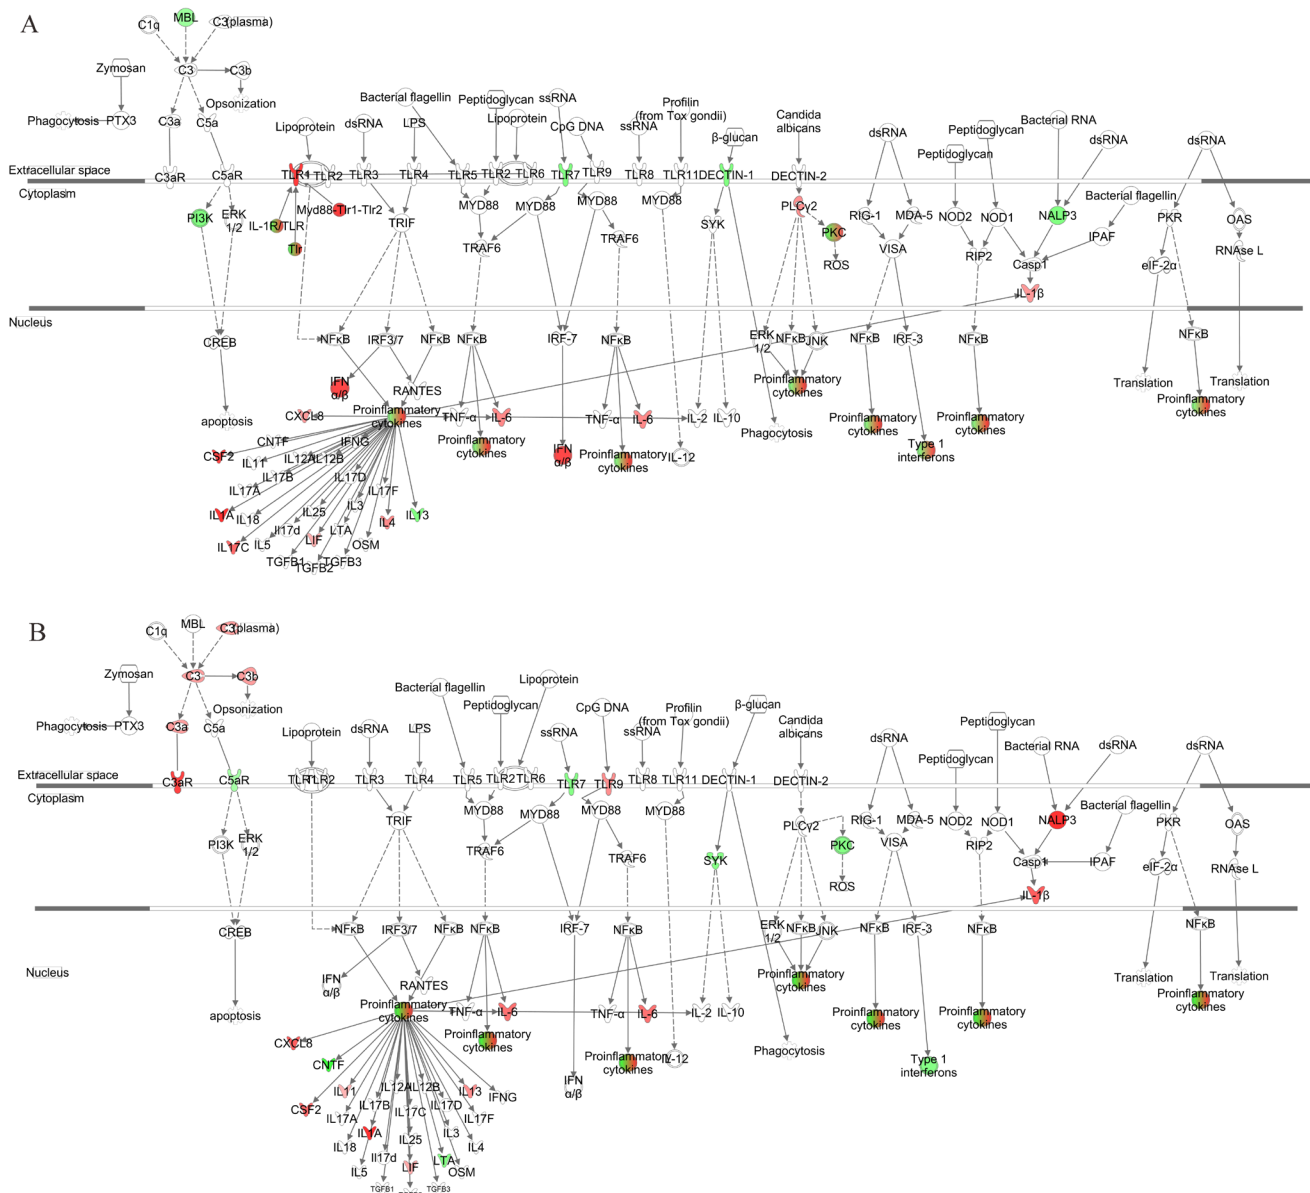 A
MBL
C1q
C3(plasma)
Zymosan
C3
C3b
Opsonization
Phagocytosis
PTX3
C3a
C5a
Lipoprotein
dsRNA
Bacterial flagellin
LPS
Peptidoglycan
Lipoprotein
ssRNA
CpG DNA
ssRNA
Profilin
(from Tox gondii)
β-glucan
Candida
albicans
dsRNA
Peptidoglycan
Peptidoglycan
Bacterial RNA
dsRNA
dsRNA
Extracellular space
C3aR
C5aR
TLR1
TLR2
TLR3
TLR4
TLR5
TLR2
TLR6
TLR7
TLR9
TLR8
TLR11
DECTIN-1
DECTIN-2
Cytoplasm
PI3K
ERK
1/2
IL-1R/TLR
Myd88-Tlr1-Tlr2
Tlr
TRIF
MYD88
MYD88
MYD88
MYD88
TRAF6
TRAF6
SYK
PLCγ2
PKC
ROS
RIG-1
MDA-5
VISA
NOD2
NOD1
RIP2
NALP3
Bacterial flagellin
IPAF
Casp1
IL-1β
PKR
OAS
eIF-2α
RNAse L
Nucleus
CREB
NFκB
IRF3/7
NFκB
NFκB
IRF-7
NFκB
ERK
1/2
NFκB
JNK
NFκB
IRF-3
NFκB
NFκB
apoptosis
IFN
α/β
RANTES
CXCL8
Proinflammatory
cytokines
TNF-α
IL-6
Proinflammatory
cytokines
IFN
α/β
TNF-α
IL-6
Proinflammatory
cytokines
IL-2
IL-10
IL-12
Phagocytosis
Proinflammatory
cytokines
Proinflammatory
cytokines
Type 1
interferons
Proinflammatory
cytokines
Translation
Translation
Proinflammatory
cytokines
CNTF
IFNG
CSF2
IL11
IL12A
IL12B
IL17B
IL17D
IL17A
IL17F
IL3
IL1A
IL18
IL25
IL4
IL13
Il17d
LTA
IL17C
IL5
LIF
OSM
TGFB1
TGFB2
TGFB3
B
C1q
MBL
C3(plasma)
Zymosan
C3
C3b
Opsonization
Phagocytosis
PTX3
C3a
C5a
Lipoprotein
dsRNA
LPS
Bacterial flagellin
Peptidoglycan
Lipoprotein
ssRNA
CpG DNA
ssRNA
Profilin
(from Tox gondii)
β-glucan
Candida
albicans
dsRNA
Peptidoglycan
Peptidoglycan
Bacterial RNA
dsRNA
dsRNA
Extracellular space
C3aR
C5aR
TLR1
TLR2
TLR3
TLR4
TLR5
TLR2
TLR6
TLR7
TLR9
TLR8
TLR11
DECTIN-1
DECTIN-2
Cytoplasm
PI3K
ERK
1/2
TRIF
MYD88
MYD88
MYD88
MYD88
TRAF6
TRAF6
SYK
PLCγ2
PKC
ROS
RIG-1
MDA-5
VISA
NOD2
NOD1
RIP2
NALP3
Bacterial flagellin
Casp1
IPAF
IL-1β
PKR
OAS
eIF-2α
RNAse L
Nucleus
CREB
NFκB
IRF3/7
NFκB
NFκB
IRF-7
NFκB
ERK
1/2
NFκB
JNK
NFκB
IRF-3
NFκB
NFκB
apoptosis
IFN
α/β
RANTES
Proinflammatory
cytokines
TNF-α
IL-6
Proinflammatory
cytokines
IFN
α/β
TNF-α
IL-6
Proinflammatory
cytokines
IL-2
IL-10
IL-12
Phagocytosis
Proinflammatory
cytokines
Proinflammatory
cytokines
Type 1
interferons
Proinflammatory
cytokines
Translation
Translation
Proinflammatory
cytokines
CXCL8
CNTF
IL11
IL12A
IL12B
IL13
IFNG
CSF2
IL17A
IL17B
IL17C
IL17D
IL17F
IL1A
IL18
IL25
IL3
IL4
IL5
Il17d
LIF
LTA
OSM
TGFB1
TGFB3